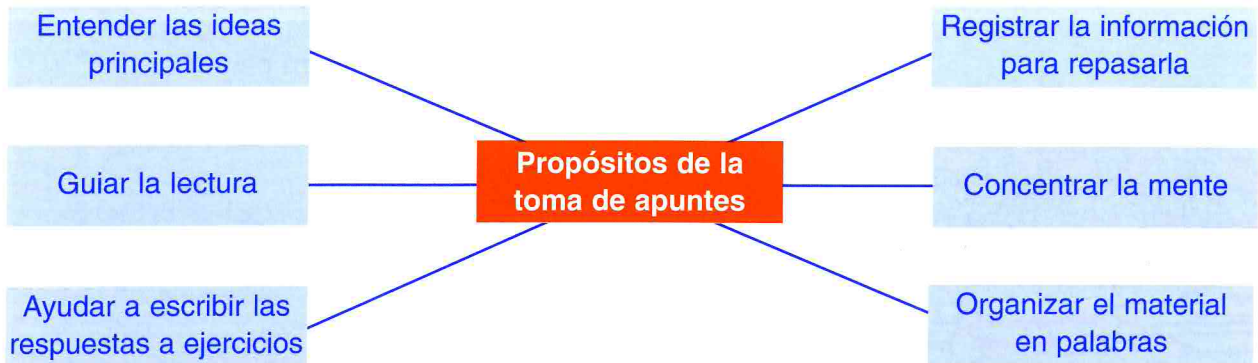 Entender las ideas
principales
Registrar la información
para repasarla
Propósitos de la
toma de apuntes
Guiar la lectura
Concentrar la mente
Ayudar a escribir las
respuestas a ejercicios
Organizar el material
en palabras